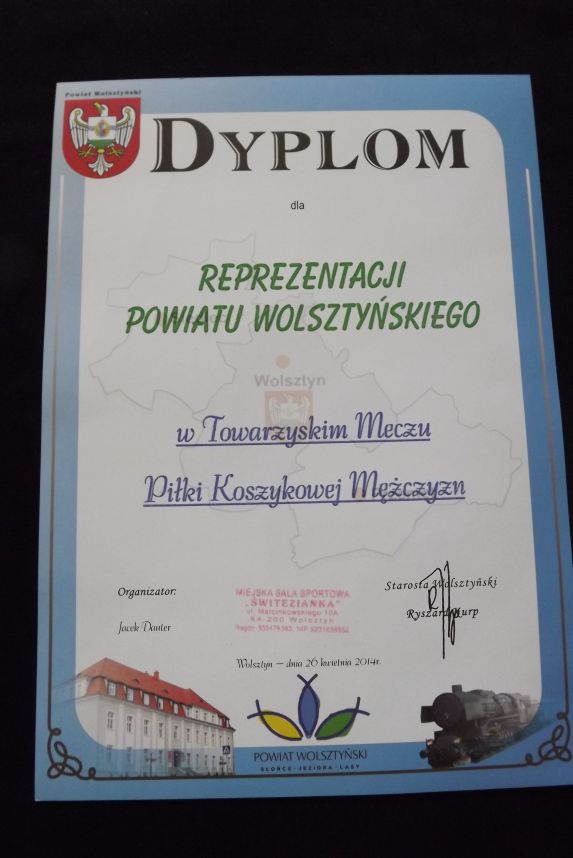 Powiat Wolsztyński
DYPLOM
dla
REPREZENTACJI
POWIATU WOLSZTYŃSKIEGO
Wolsztyn
w Towarzyskim Meczu
Piłki Koszykowej Mężczyzn
Organizator:
Jacek Danter
MIEJSKA SALA SPORTOWA
„ŚWITEZIANKA"
ul. Marcinkowskiego 10A
64-200 Wolsztyn
Starosta Wolsztyński
Ryszard Kurp
Wolsztyn – dnia 26 kwietnia 2014r.
POWIAT WOLSZTYŃSKI
SŁOŃCE · JEZIORA · LASY